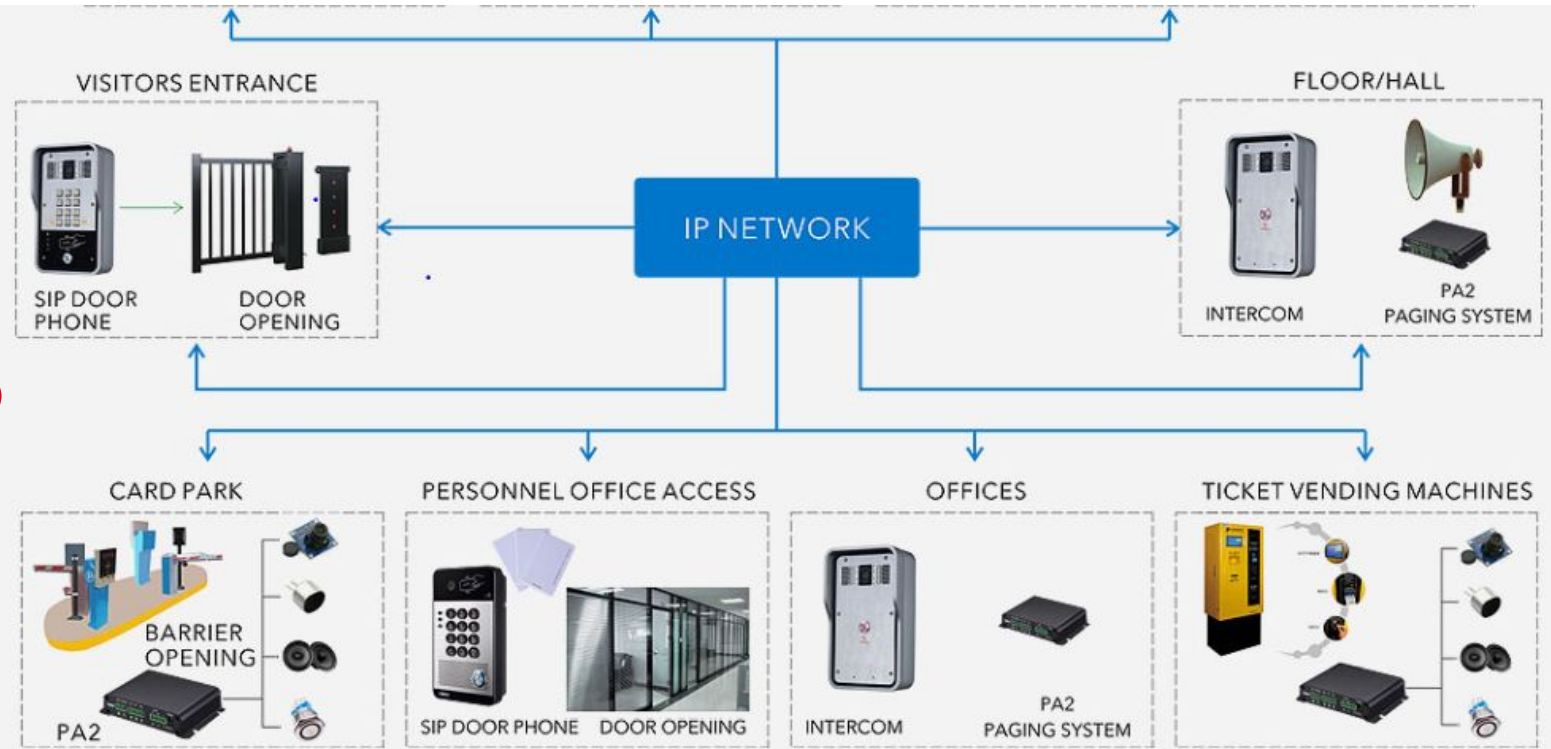 VISITORS ENTRANCE
FLOOR/HALL
IP NETWORK
SIP DOOR
PHONE
DOOR
OPENING
INTERCOM
PA2
PAGING SYSTEM
CARD PARK
PERSONNEL OFFICE ACCESS
OFFICES
TICKET VENDING MACHINES
BARRIER
OPENING
PA2
SIP DOOR PHONE
DOOR OPENING
INTERCOM
PA2
PAGING SYSTEM